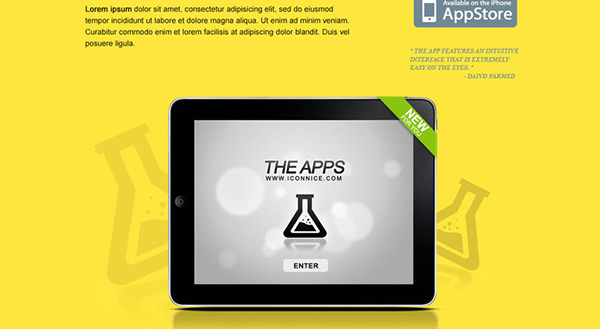 Lorem ipsum dolor sit amet, consectetur adipisicing elit, sed do eiusmod
tempor incididunt ut labore et dolore magna aliqua. Ut enim ad minim veniam.
Curabitur commodo enim et lorem facilisis at adipiscing dolor blandit. Duis vel
posuere ligula.
Available on the iPhone
AppStore
" THE APP FEATURES AN INTUITIVE
INTERFACE THAT IS EXTREMELY
EASY ON THE EYES. "
- DAIVD PARMED
NEW
FOR YOU
THE APPS
WWW.ICONNICE.COM
ENTER